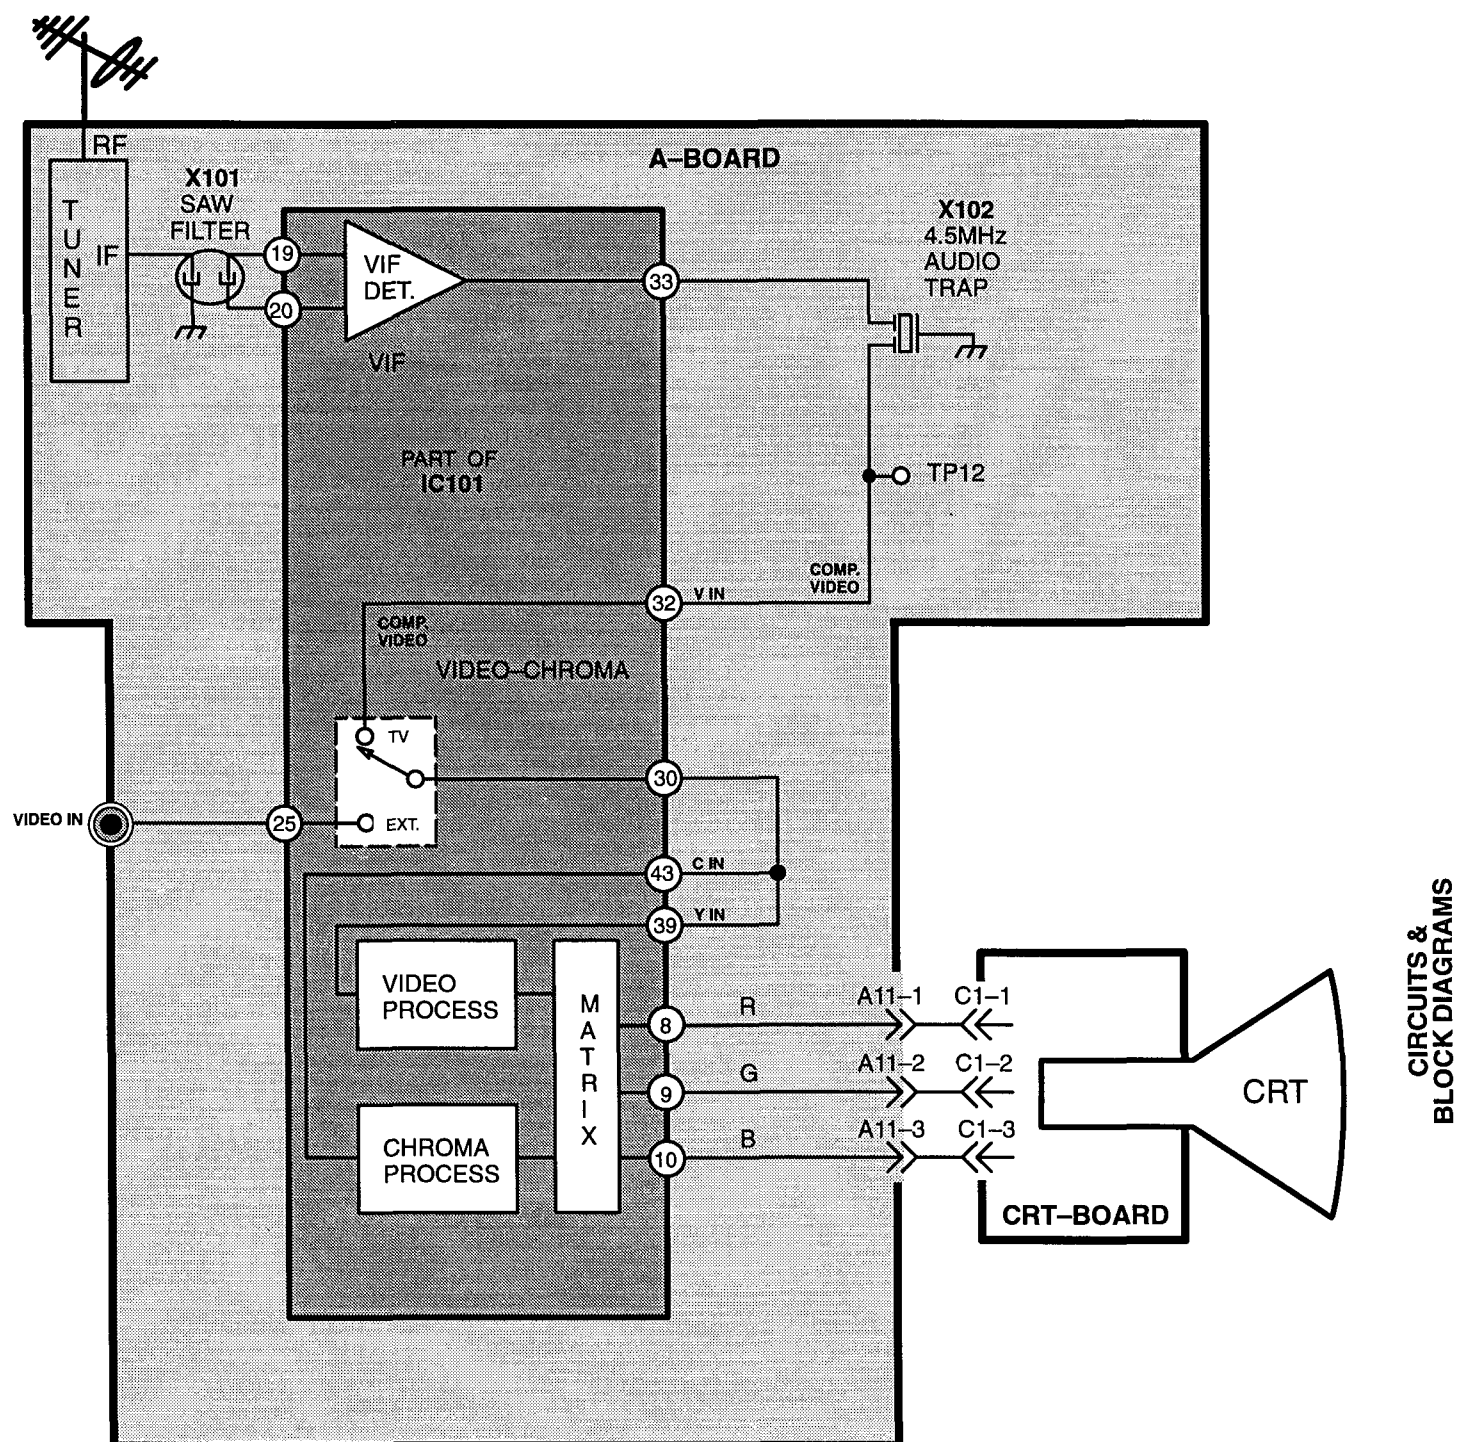 RF
A–BOARD
TUNER
IF
X101
SAW
FILTER
19
20
VIF
DET.
VIF
33
X102
4.5MHz
AUDIO
TRAP
PART OF
IC101
TP12
COMP.
VIDEO
32
V IN
COMP.
VIDEO
VIDEO–CHROMA
TV
30
VIDEO IN
25
EXT.
43
C IN
39
Y IN
VIDEO
PROCESS
MATRIX
8
R
A11–1
C1–1
9
G
A11–2
C1–2
CHROMA
PROCESS
10
B
A11–3
C1–3
CRT
CRT–BOARD
CIRCUITS &
BLOCK DIAGRAMS